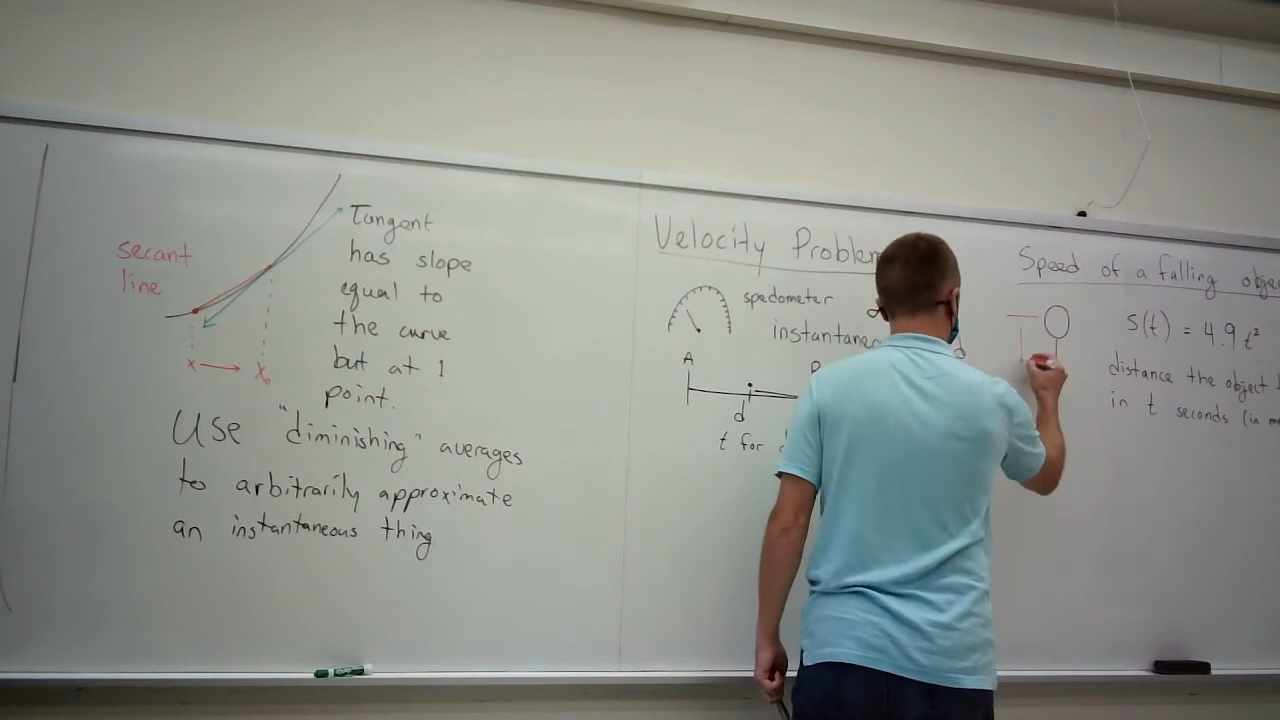 secant
line
x → x₀
Tangent
has slope
equal to
the curve
but at 1
point.
Use "diminishing" averages
to arbitrarily approximate
an instantaneous thing
Velocity Problem
spedometer
instantaneo
A
d
t for
d
Speed of a falling obje
s(t) = 4.9 t²
distance the object
in t seconds (in m